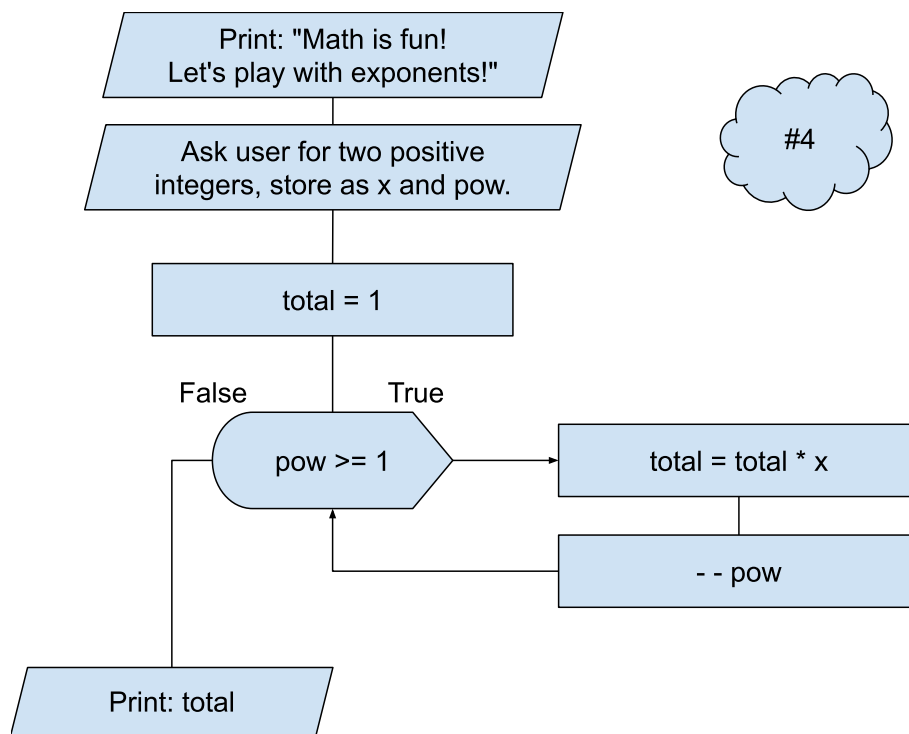 Print: "Math is fun!
Let's play with exponents!"
#4
Ask user for two positive
integers, store as x and pow.
total = 1
False
True
pow >= 1
total = total * x
- - pow
Print: total